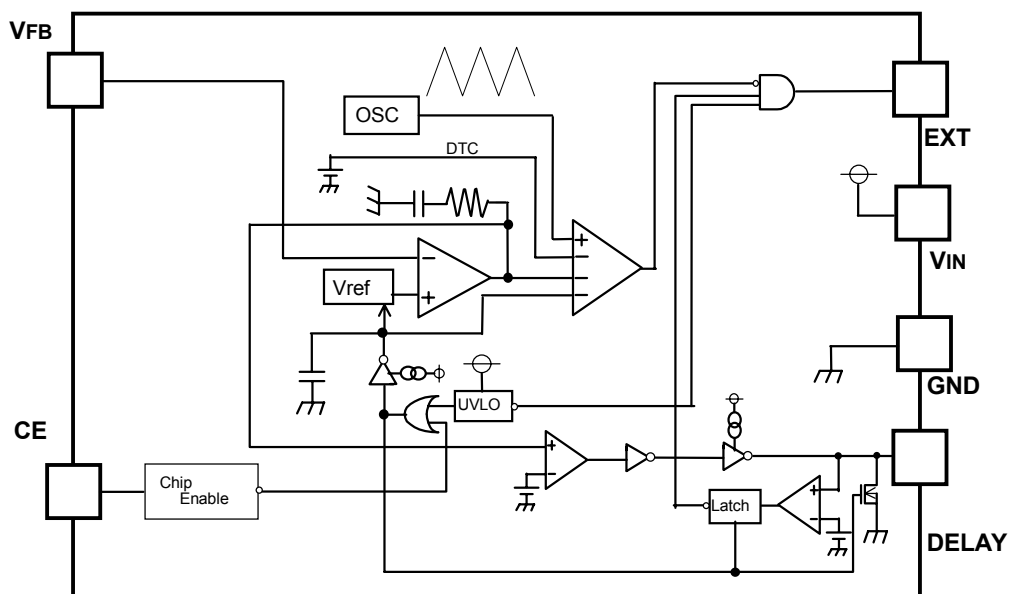 VFB
OSC
EXT
DTC
VIN
Vref
+
−
+
−
−
−
GND
UVLO
CE
+
−
Chip
Enable
Latch
+
−
DELAY